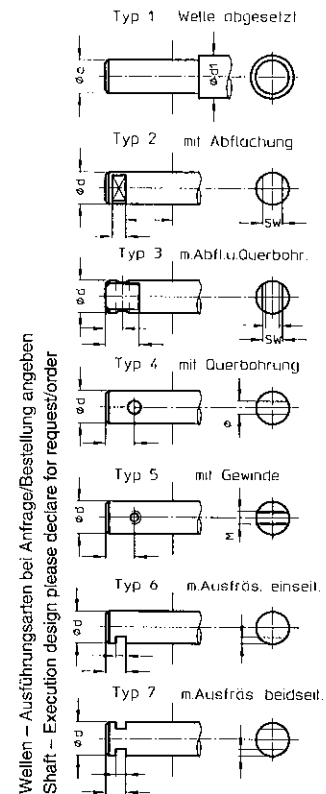 Typ 1 Welle abgesetzt
ød
ød1
Typ 2 mit Abflachung
ød
SW
Typ 3 m.Abfl.u.Querbohr.
ød
SW
Typ 4 mit Querbohrung
ød
ø
Typ 5 mit Gewinde
ød
M
Typ 6 m.Ausfräs. einseit.
ød
Typ 7 m.Ausfräs beidseit.
ød
Wellen – Ausführungsarten bei Anfrage/Bestellung angeben
Shaft – Execution design please declare for request/order